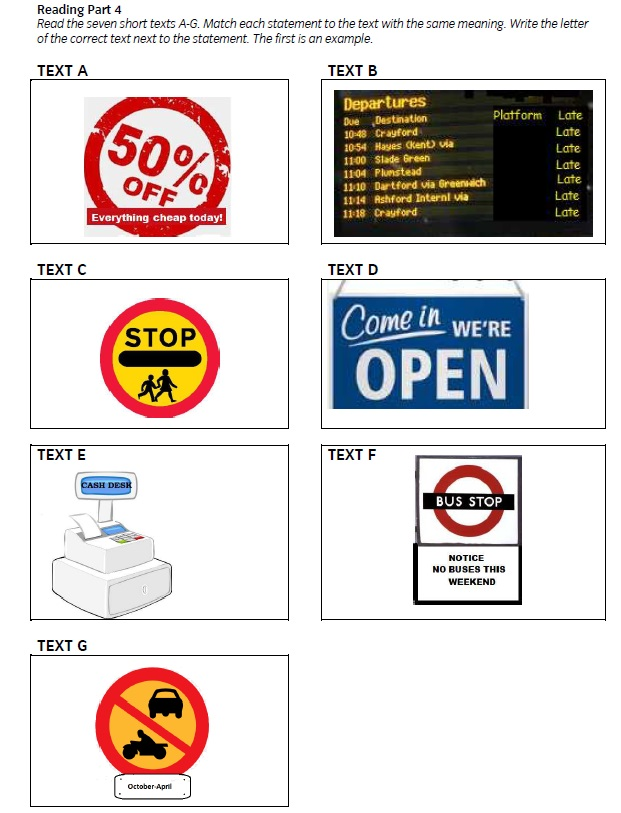 Reading Part 4
Read the seven short texts A-G. Match each statement to the text with the same meaning. Write the letter
of the correct text next to the statement. The first is an example.
TEXT A
50%
OFF
Everything cheap today!
TEXT B
Departures
Due Destination Platform Late
10:48 Crayford Late
10:54 Hayes (Kent) via Late
11:00 Slade Green Late
11:04 Plumstead Late
11:10 Dartford via Greenwich Late
11:14 Ashford Internl via Late
11:18 Crayford Late
TEXT C
STOP
TEXT D
Come in WE'RE
OPEN
TEXT E
CASH DESK
TEXT F
BUS STOP
NOTICE
NO BUSES THIS
WEEKEND
TEXT G
October-April